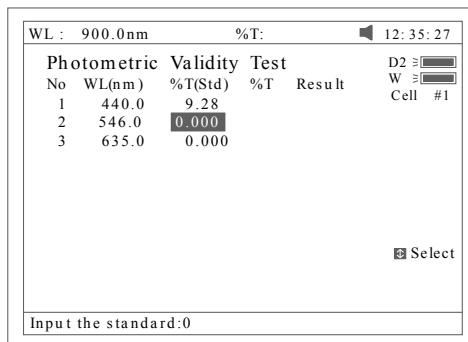 WL: 900.0nm %T: 12:35:27
Photometric Validity Test
D2
No WL(nm) %T(Std) %T Result
W
1 440.0 9.28
Cell #1
2 546.0 0.000
3 635.0 0.000
Select
Input the standard:0